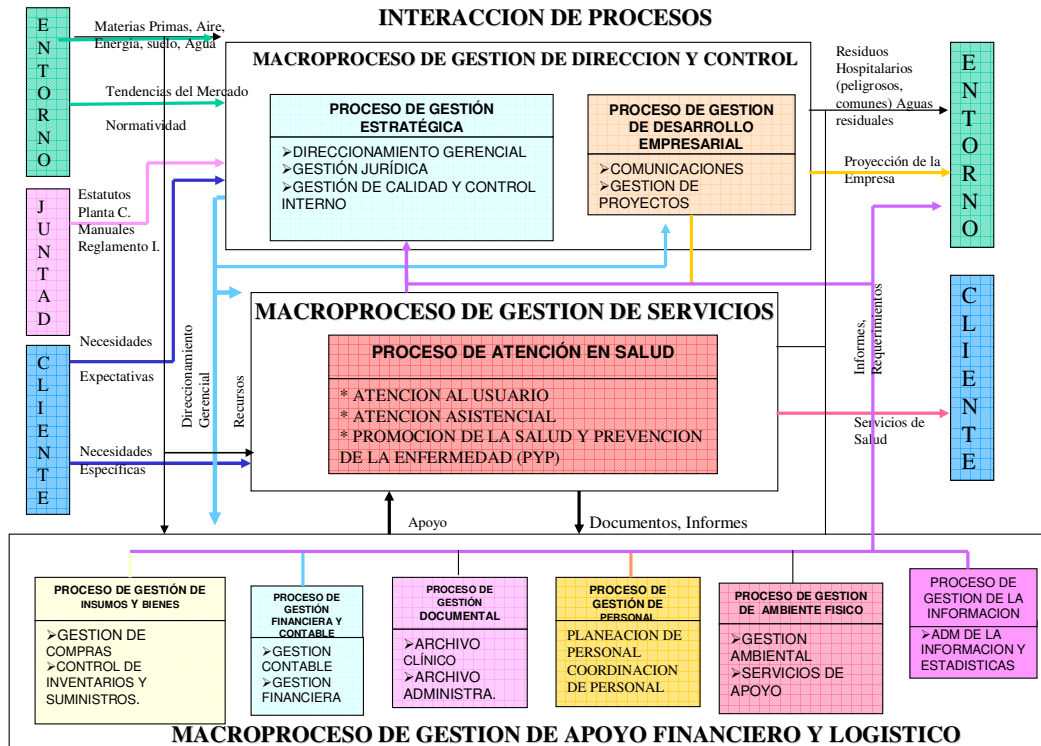 INTERACCION DE PROCESOS
ENTORNO
Materias Primas, Aire,
Energia, suelo, Agua
Tendencias del Mercado
Normatividad
MACROPROCESO DE GESTION DE DIRECCION Y CONTROL
PROCESO DE GESTIÓN
ESTRATÉGICA
➢DIRECCIONAMIENTO GERENCIAL
➢GESTIÓN JURÍDICA
➢GESTIÓN DE CALIDAD Y CONTROL
INTERNO
PROCESO DE GESTION
DE DESARROLLO
EMPRESARIAL
➢COMUNICACIONES
➢GESTION DE
PROYECTOS
Residuos
Hospitalarios
(peligrosos,
comunes) Aguas
residuales
Proyección de la
Empresa
ENTORNO
JUNTAD
Estatutos
Planta C.
Manuales
Reglamento I.
CLIENTE
Necesidades
Expectativas
Necesidades
Específicas
Direccionamiento
Gerencial
Recursos
MACROPROCESO DE GESTION DE SERVICIOS
PROCESO DE ATENCIÓN EN SALUD
* ATENCION AL USUARIO
* ATENCION ASISTENCIAL
* PROMOCION DE LA SALUD Y PREVENCION
DE LA ENFERMEDAD (PYP)
Informes,
Requerimientos
Servicios de
Salud
CLIENTE
Apoyo
Documentos, Informes
PROCESO DE GESTIÓN DE
INSUMOS Y BIENES
➢GESTION DE
COMPRAS
➢CONTROL DE
INVENTARIOS Y
SUMINISTROS.
PROCESO DE
GESTIÓN
FINANCIERA Y
CONTABLE
➢GESTION
CONTABLE
➢GESTION
FINANCIERA
PROCESO DE
GESTIÓN
DOCUMENTAL
➢ARCHIVO
CLÍNICO
➢ARCHIVO
ADMINISTRA.
PROCESO DE
GESTIÓN DE
PERSONAL
PLANEACION DE
PERSONAL
COORDINACION
DE PERSONAL
PROCESO DE GESTION
DE AMBIENTE FISICO
➢GESTION
AMBIENTAL
➢SERVICIOS DE
APOYO
PROCESO DE
GESTION DE LA
INFORMACION
➢ADM DE LA
INFORMACION Y
ESTADISTICAS
MACROPROCESO DE GESTION DE APOYO FINANCIERO Y LOGISTICO